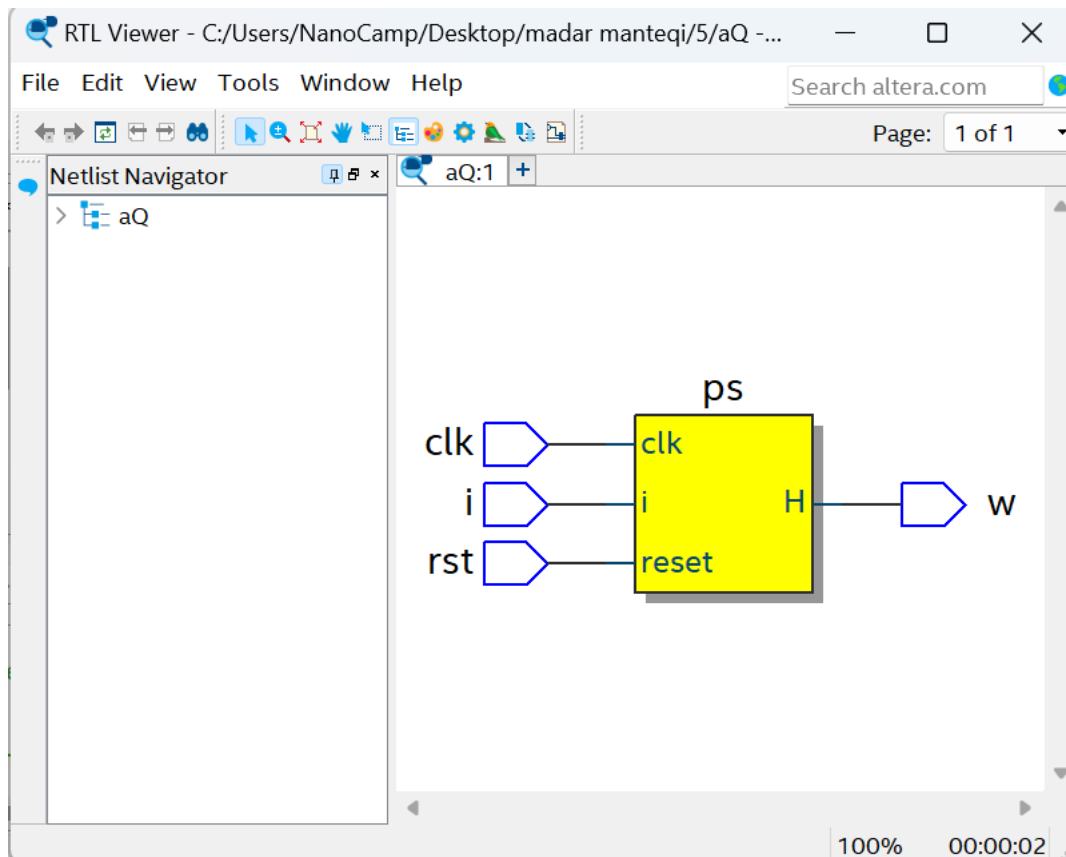 RTL Viewer - C:/Users/NanoCamp/Desktop/madar manteqi/5/aQ -...
File Edit View Tools Window Help
Search altera.com
Page: 1 of 1
Netlist Navigator
aQ:1
aQ
ps
clk
clk
i
i
H
w
rst
reset
100% 00:00:02